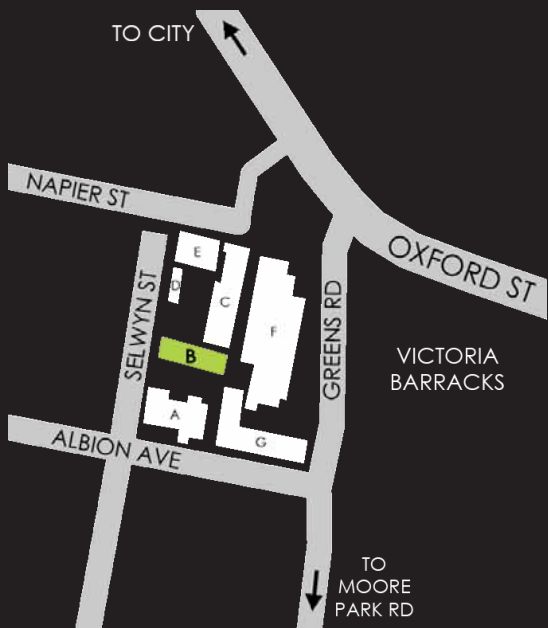 TO CITY
NAPIER ST
OXFORD ST
E
D
C
F
SELWYN ST
GREENS RD
B
VICTORIA
BARRACKS
A
G
ALBION AVE
TO
MOORE
PARK RD